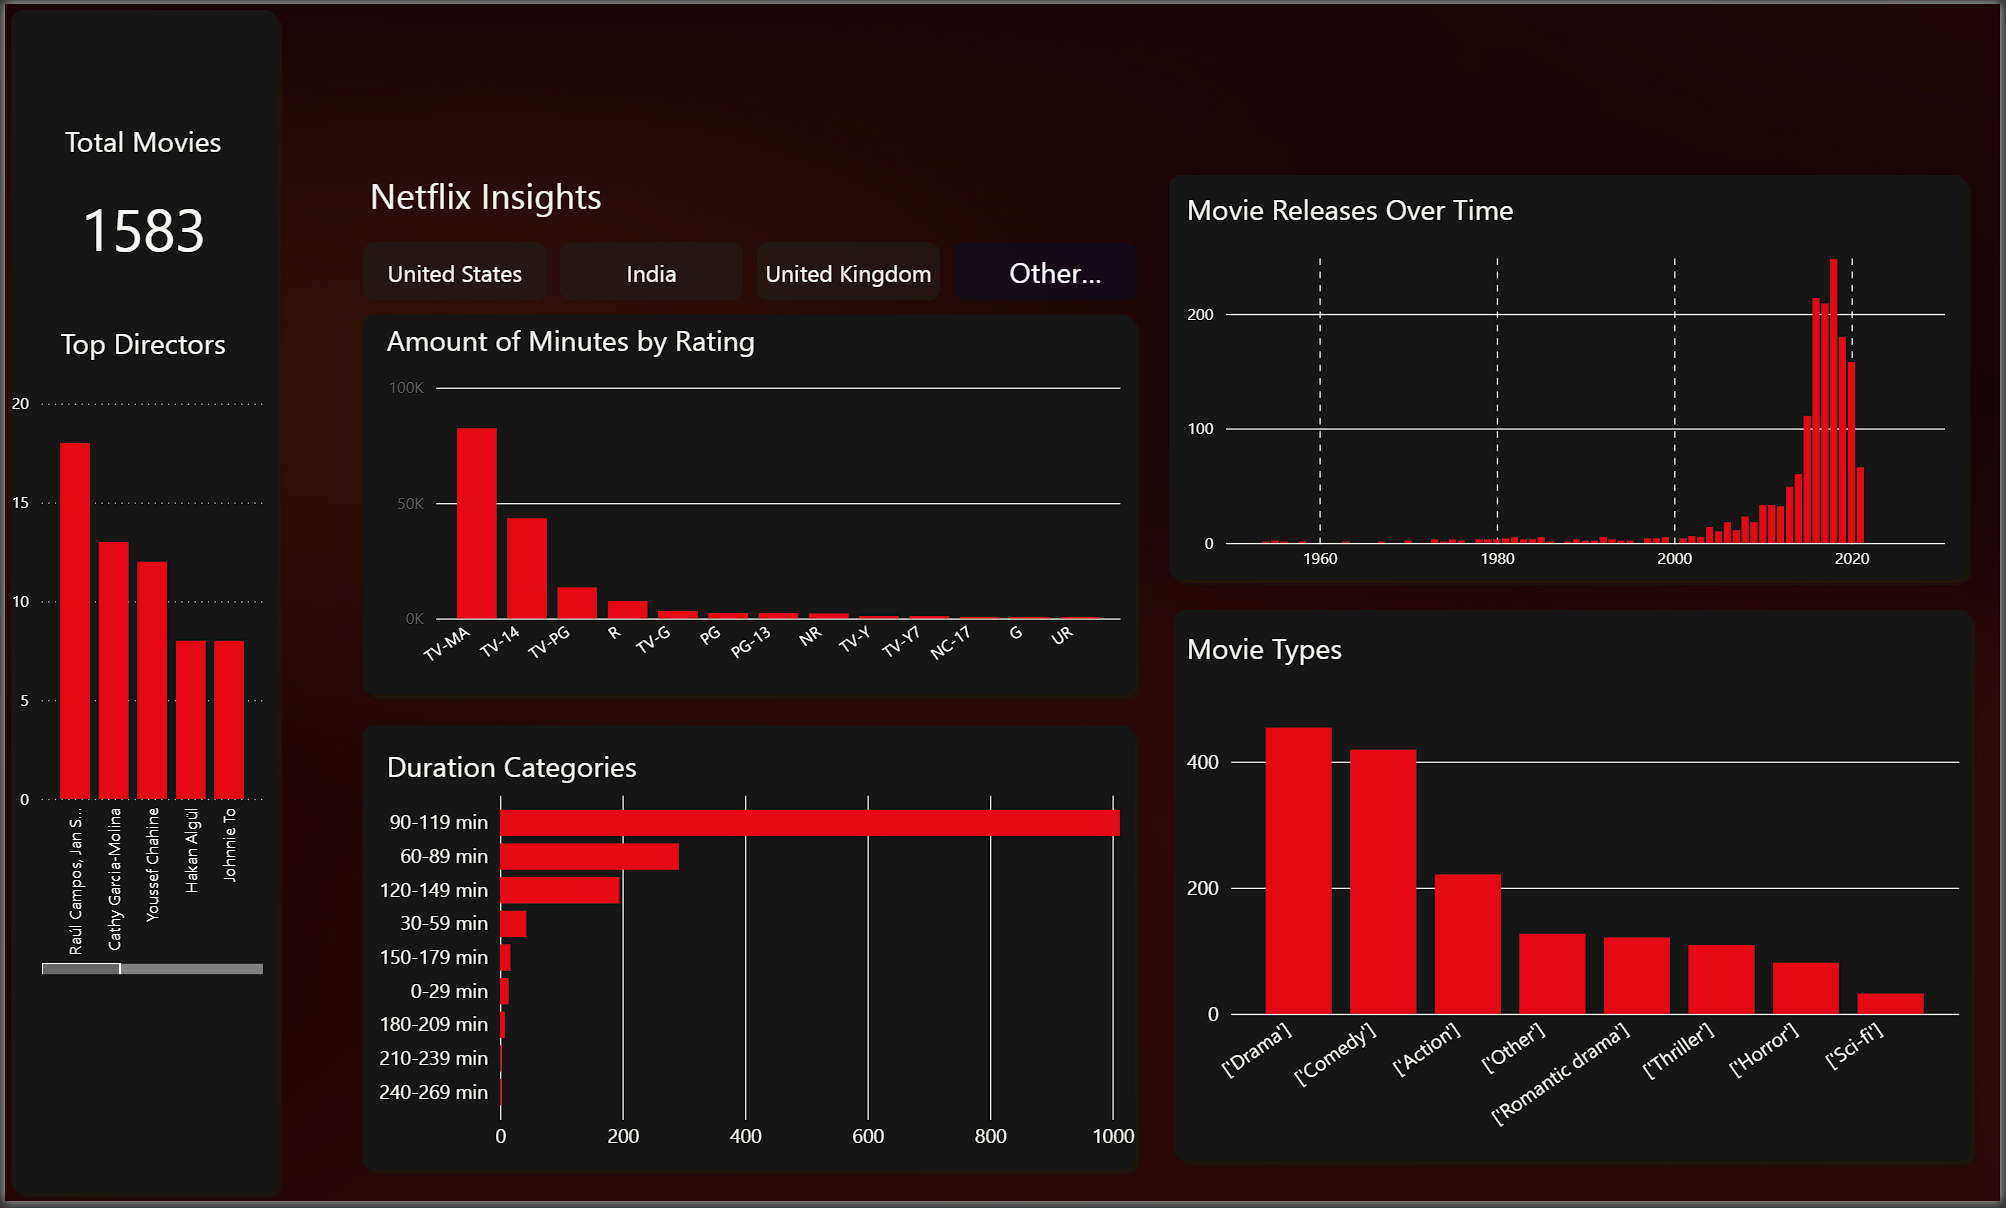 Total Movies
1583
Top Directors
20
15
10
5
0
Raúl Campos, Jan S...
Cathy Garcia-Molina
Youssef Chahine
Hakan Algül
Johnnie To
Netflix Insights
United States
India
United Kingdom
Other...
Amount of Minutes by Rating
100K
50K
0K
TV-MA
TV-14
TV-PG
R
TV-G
PG
PG-13
NR
TV-Y
TV-Y7
NC-17
G
UR
Duration Categories
90-119 min
60-89 min
120-149 min
30-59 min
150-179 min
0-29 min
180-209 min
210-239 min
240-269 min
0 200 400 600 800 1000
Movie Releases Over Time
200
100
0
1960 1980 2000 2020
Movie Types
400
200
0
['Drama']
['Comedy']
['Action']
['Other']
['Romantic drama']
['Thriller']
['Horror']
['Sci-fi']